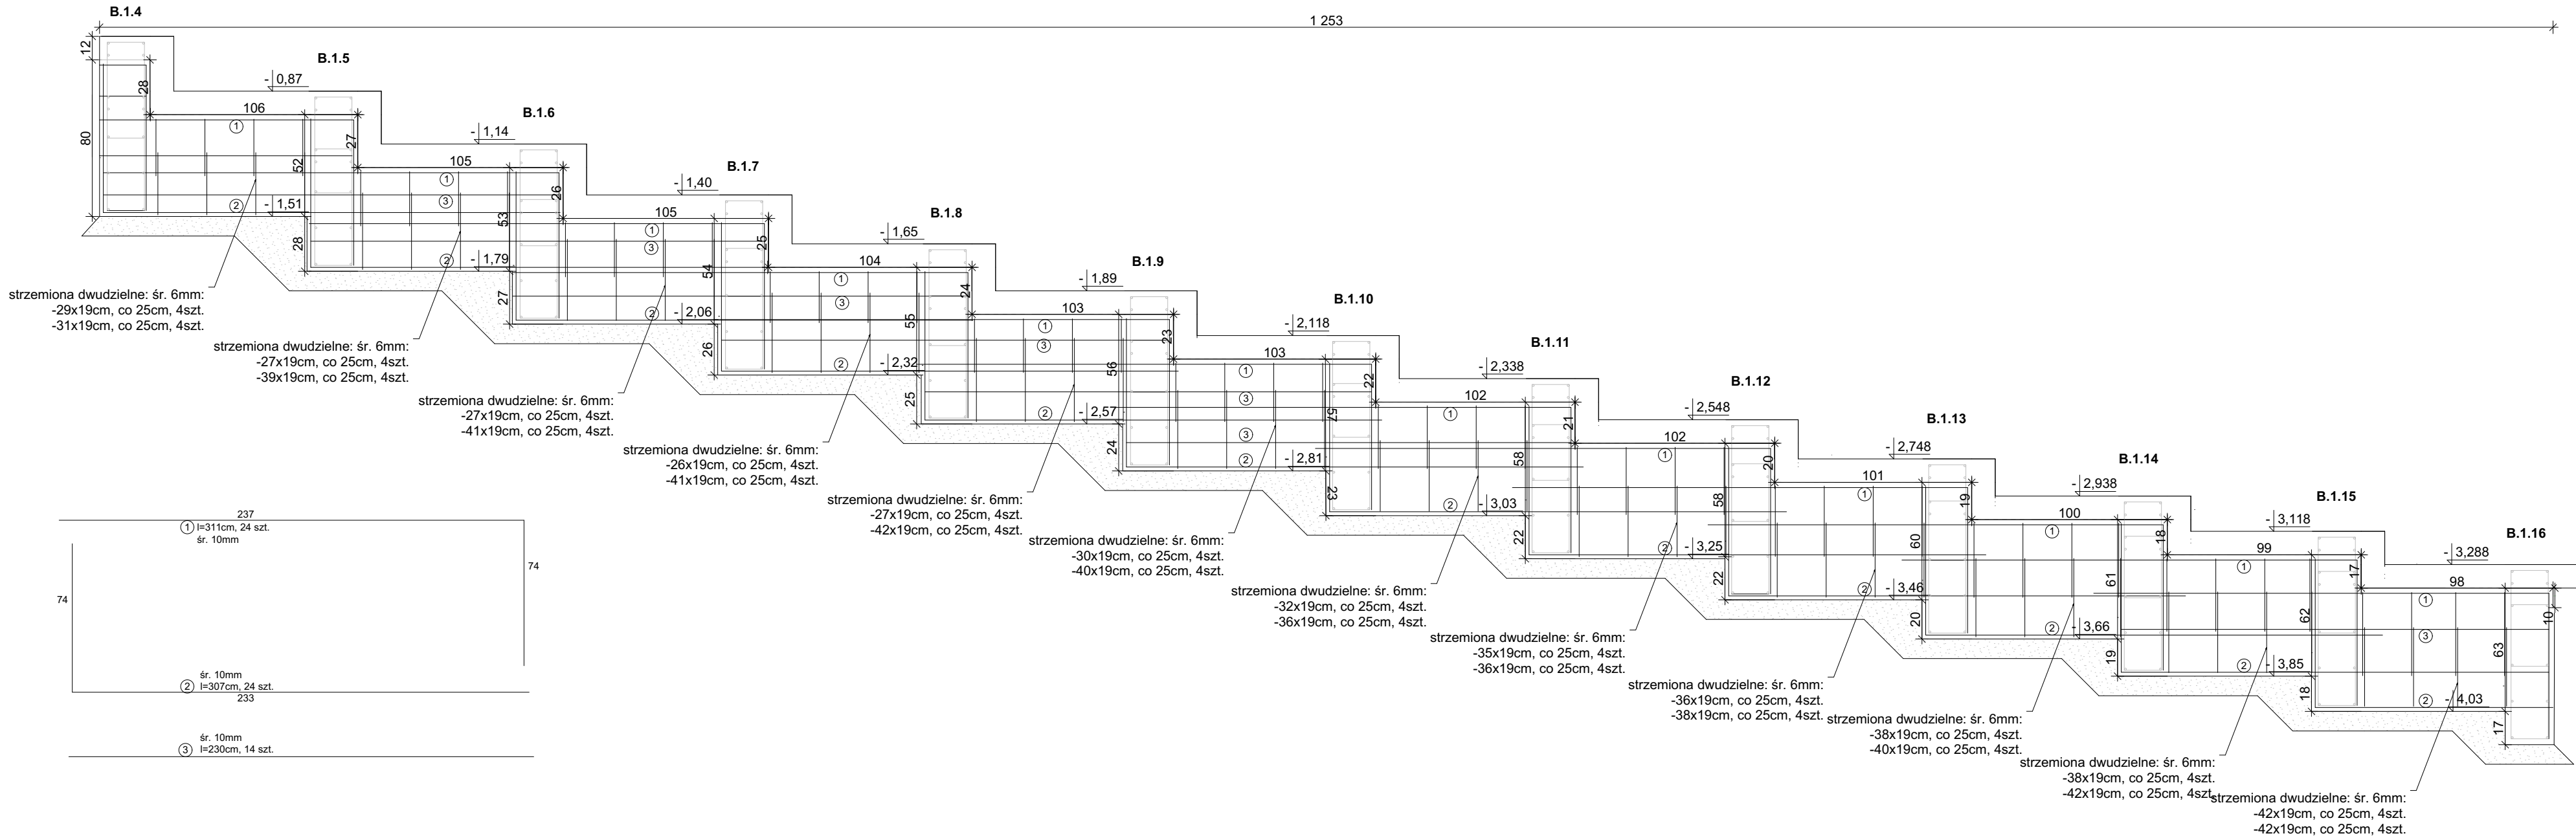 B.1.4
1 253
12
B.1.5
- 0,87
28
106
B.1.6
- 1,14
80
1
27
52
105
B.1.7
- 1,40
1
26
3
2
- 1,51
53
28
105
B.1.8
- 1,65
1
25
3
2
- 1,79
54
27
104
B.1.9
- 1,89
1
24
3
2
- 2,06
55
26
103
B.1.10
- 2,118
1
23
3
2
- 2,32
56
25
103
B.1.11
- 2,338
1
22
3
3
2
- 2,57
57
24
102
B.1.12
- 2,548
1
21
2
- 2,81
58
23
102
B.1.13
- 2,748
1
20
2
- 3,03
58
22
101
B.1.14
- 2,938
1
19
2
- 3,25
60
22
100
B.1.15
- 3,118
1
18
2
- 3,46
61
20
99
B.1.16
- 3,288
1
17
2
- 3,66
62
19
98
10
1
3
2
- 3,85
63
18
- 4,03
17
strzemiona dwudzielne: śr. 6mm:
-29x19cm, co 25cm, 4szt.
-31x19cm, co 25cm, 4szt.
strzemiona dwudzielne: śr. 6mm:
-27x19cm, co 25cm, 4szt.
-39x19cm, co 25cm, 4szt.
strzemiona dwudzielne: śr. 6mm:
-27x19cm, co 25cm, 4szt.
-41x19cm, co 25cm, 4szt.
strzemiona dwudzielne: śr. 6mm:
-26x19cm, co 25cm, 4szt.
-41x19cm, co 25cm, 4szt.
strzemiona dwudzielne: śr. 6mm:
-27x19cm, co 25cm, 4szt.
-42x19cm, co 25cm, 4szt.
strzemiona dwudzielne: śr. 6mm:
-30x19cm, co 25cm, 4szt.
-40x19cm, co 25cm, 4szt.
strzemiona dwudzielne: śr. 6mm:
-32x19cm, co 25cm, 4szt.
-36x19cm, co 25cm, 4szt.
strzemiona dwudzielne: śr. 6mm:
-35x19cm, co 25cm, 4szt.
-36x19cm, co 25cm, 4szt.
strzemiona dwudzielne: śr. 6mm:
-36x19cm, co 25cm, 4szt.
-38x19cm, co 25cm, 4szt.
strzemiona dwudzielne: śr. 6mm:
-38x19cm, co 25cm, 4szt.
-40x19cm, co 25cm, 4szt.
strzemiona dwudzielne: śr. 6mm:
-38x19cm, co 25cm, 4szt.
-42x19cm, co 25cm, 4szt.
strzemiona dwudzielne: śr. 6mm:
-42x19cm, co 25cm, 4szt.
-42x19cm, co 25cm, 4szt.
237
1 l=311cm, 24 szt.
śr. 10mm
74
74
śr. 10mm
2 l=307cm, 24 szt.
233
śr. 10mm
3 l=230cm, 14 szt.